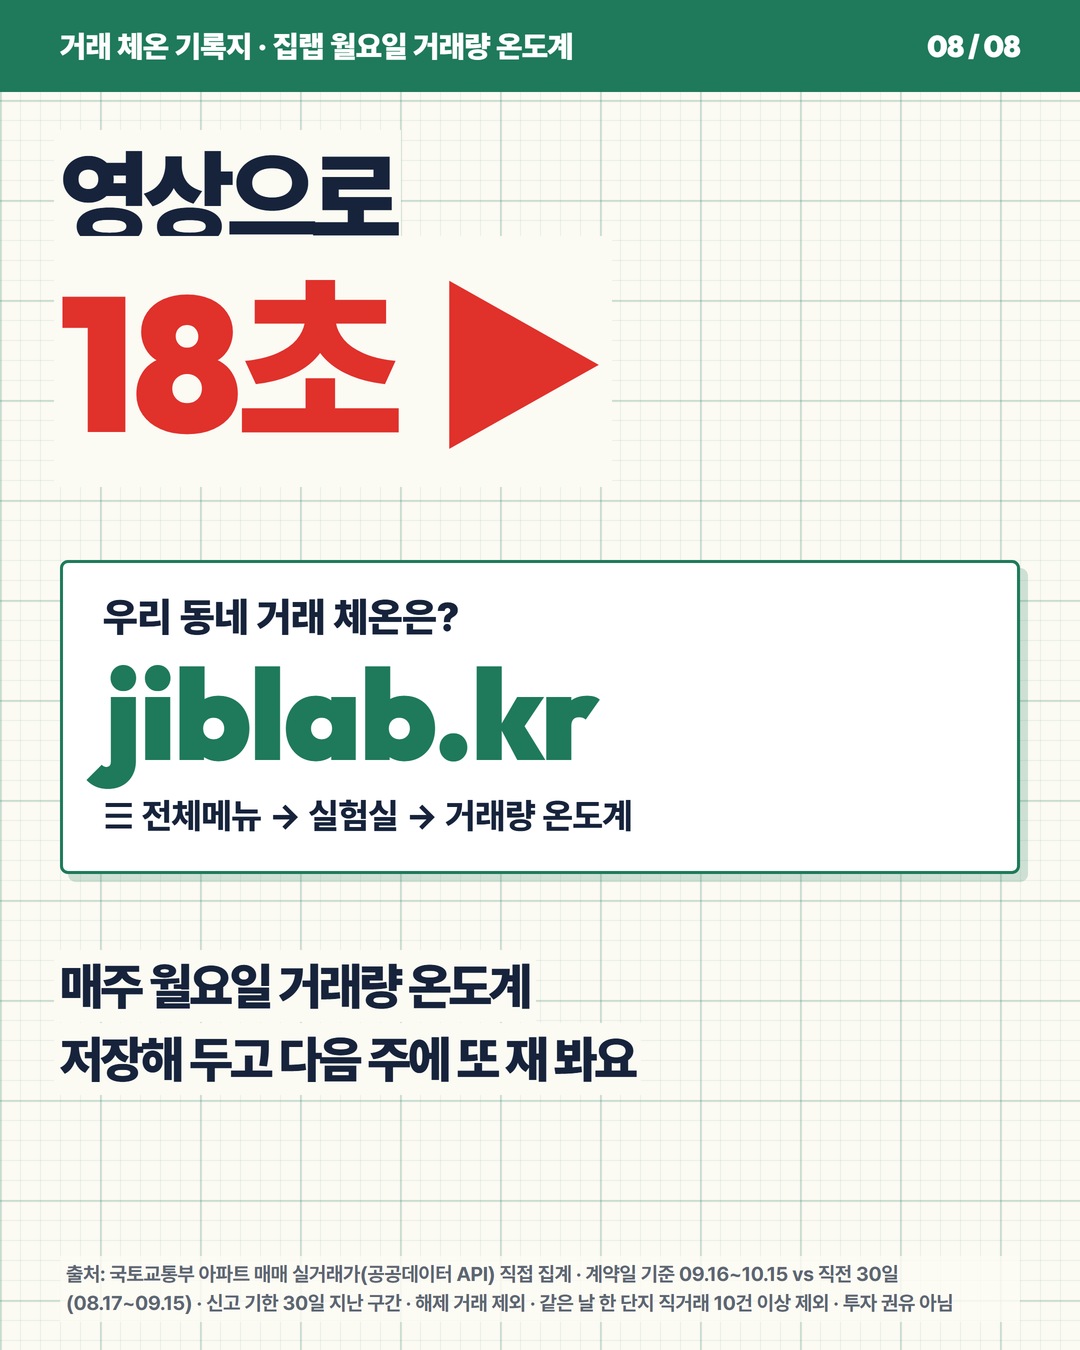 거래 체온 기록지 · 집랩 월요일 거래량 온도계
08 / 08
영상으로
18초 ▶
우리 동네 거래 체온은?
jiblab.kr
☰ 전체메뉴 → 실험실 → 거래량 온도계
매주 월요일 거래량 온도계
저장해 두고 다음 주에 또 재 봐요
출처: 국토교통부 아파트 매매 실거래가(공공데이터 API) 직접 집계 · 계약일 기준 09.16~10.15 vs 직전 30일
(08.17~09.15) · 신고 기한 30일 지난 구간 · 해제 거래 제외 · 같은 날 한 단지 직거래 10건 이상 제외 · 투자 권유 아님